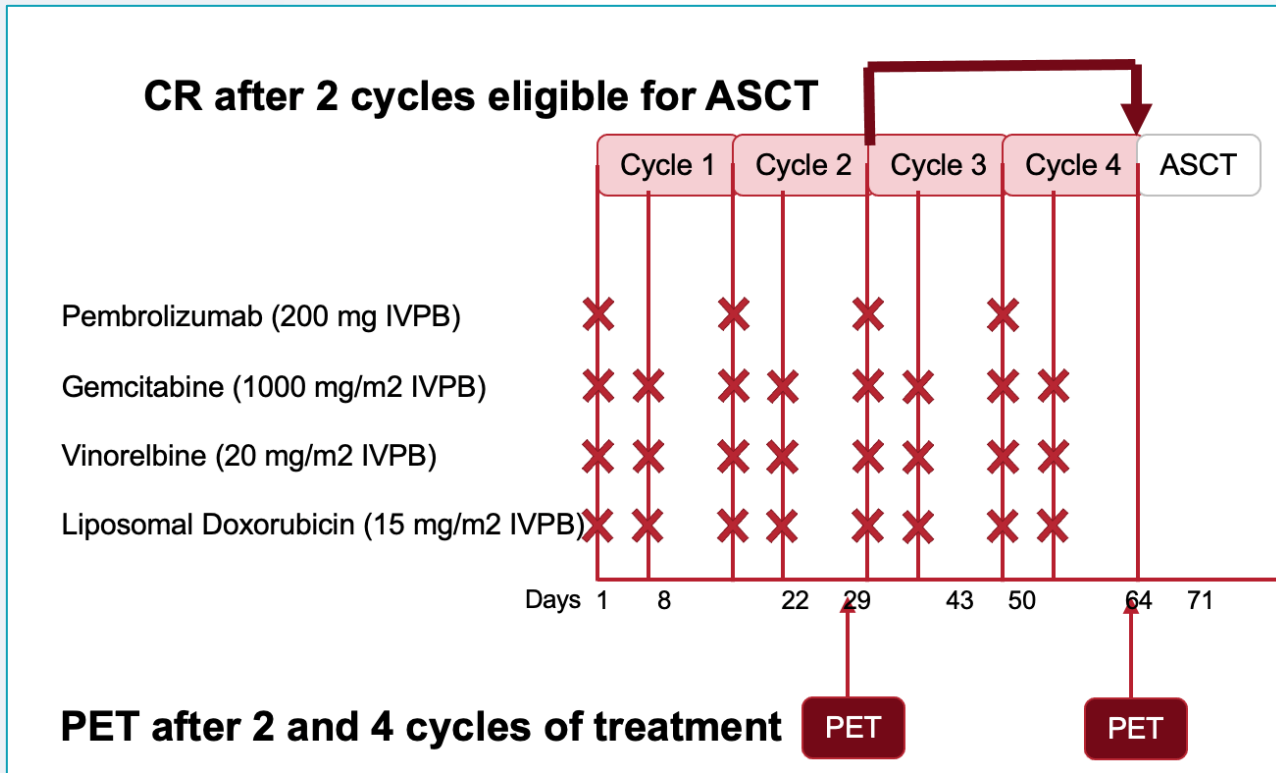 CR after 2 cycles eligible for ASCT
Cycle 1 Cycle 2 Cycle 3 Cycle 4 ASCT
Pembrolizumab (200 mg IVPB)
Gemcitabine (1000 mg/m2 IVPB)
Vinorelbine (20 mg/m2 IVPB)
Liposomal Doxorubicin (15 mg/m2 IVPB)
Days 1 8 22 29 43 50 64 71
PET after 2 and 4 cycles of treatment PET PET